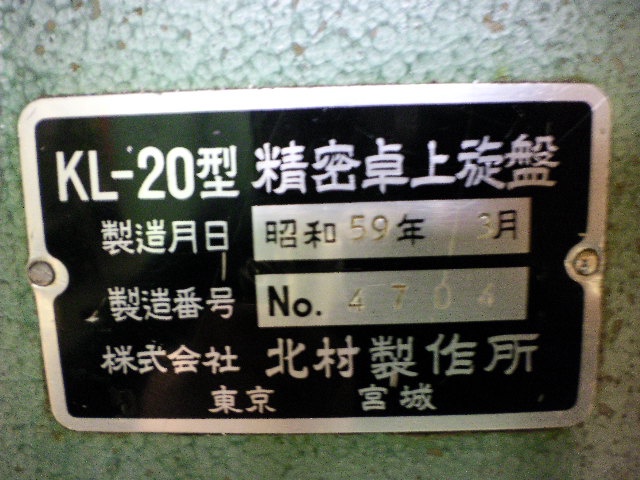 KL-20型 精密卓上旋盤
製造月日 昭和59年 3月
製造番号 No. 4704
株式会社 北村製作所
東京 宮城